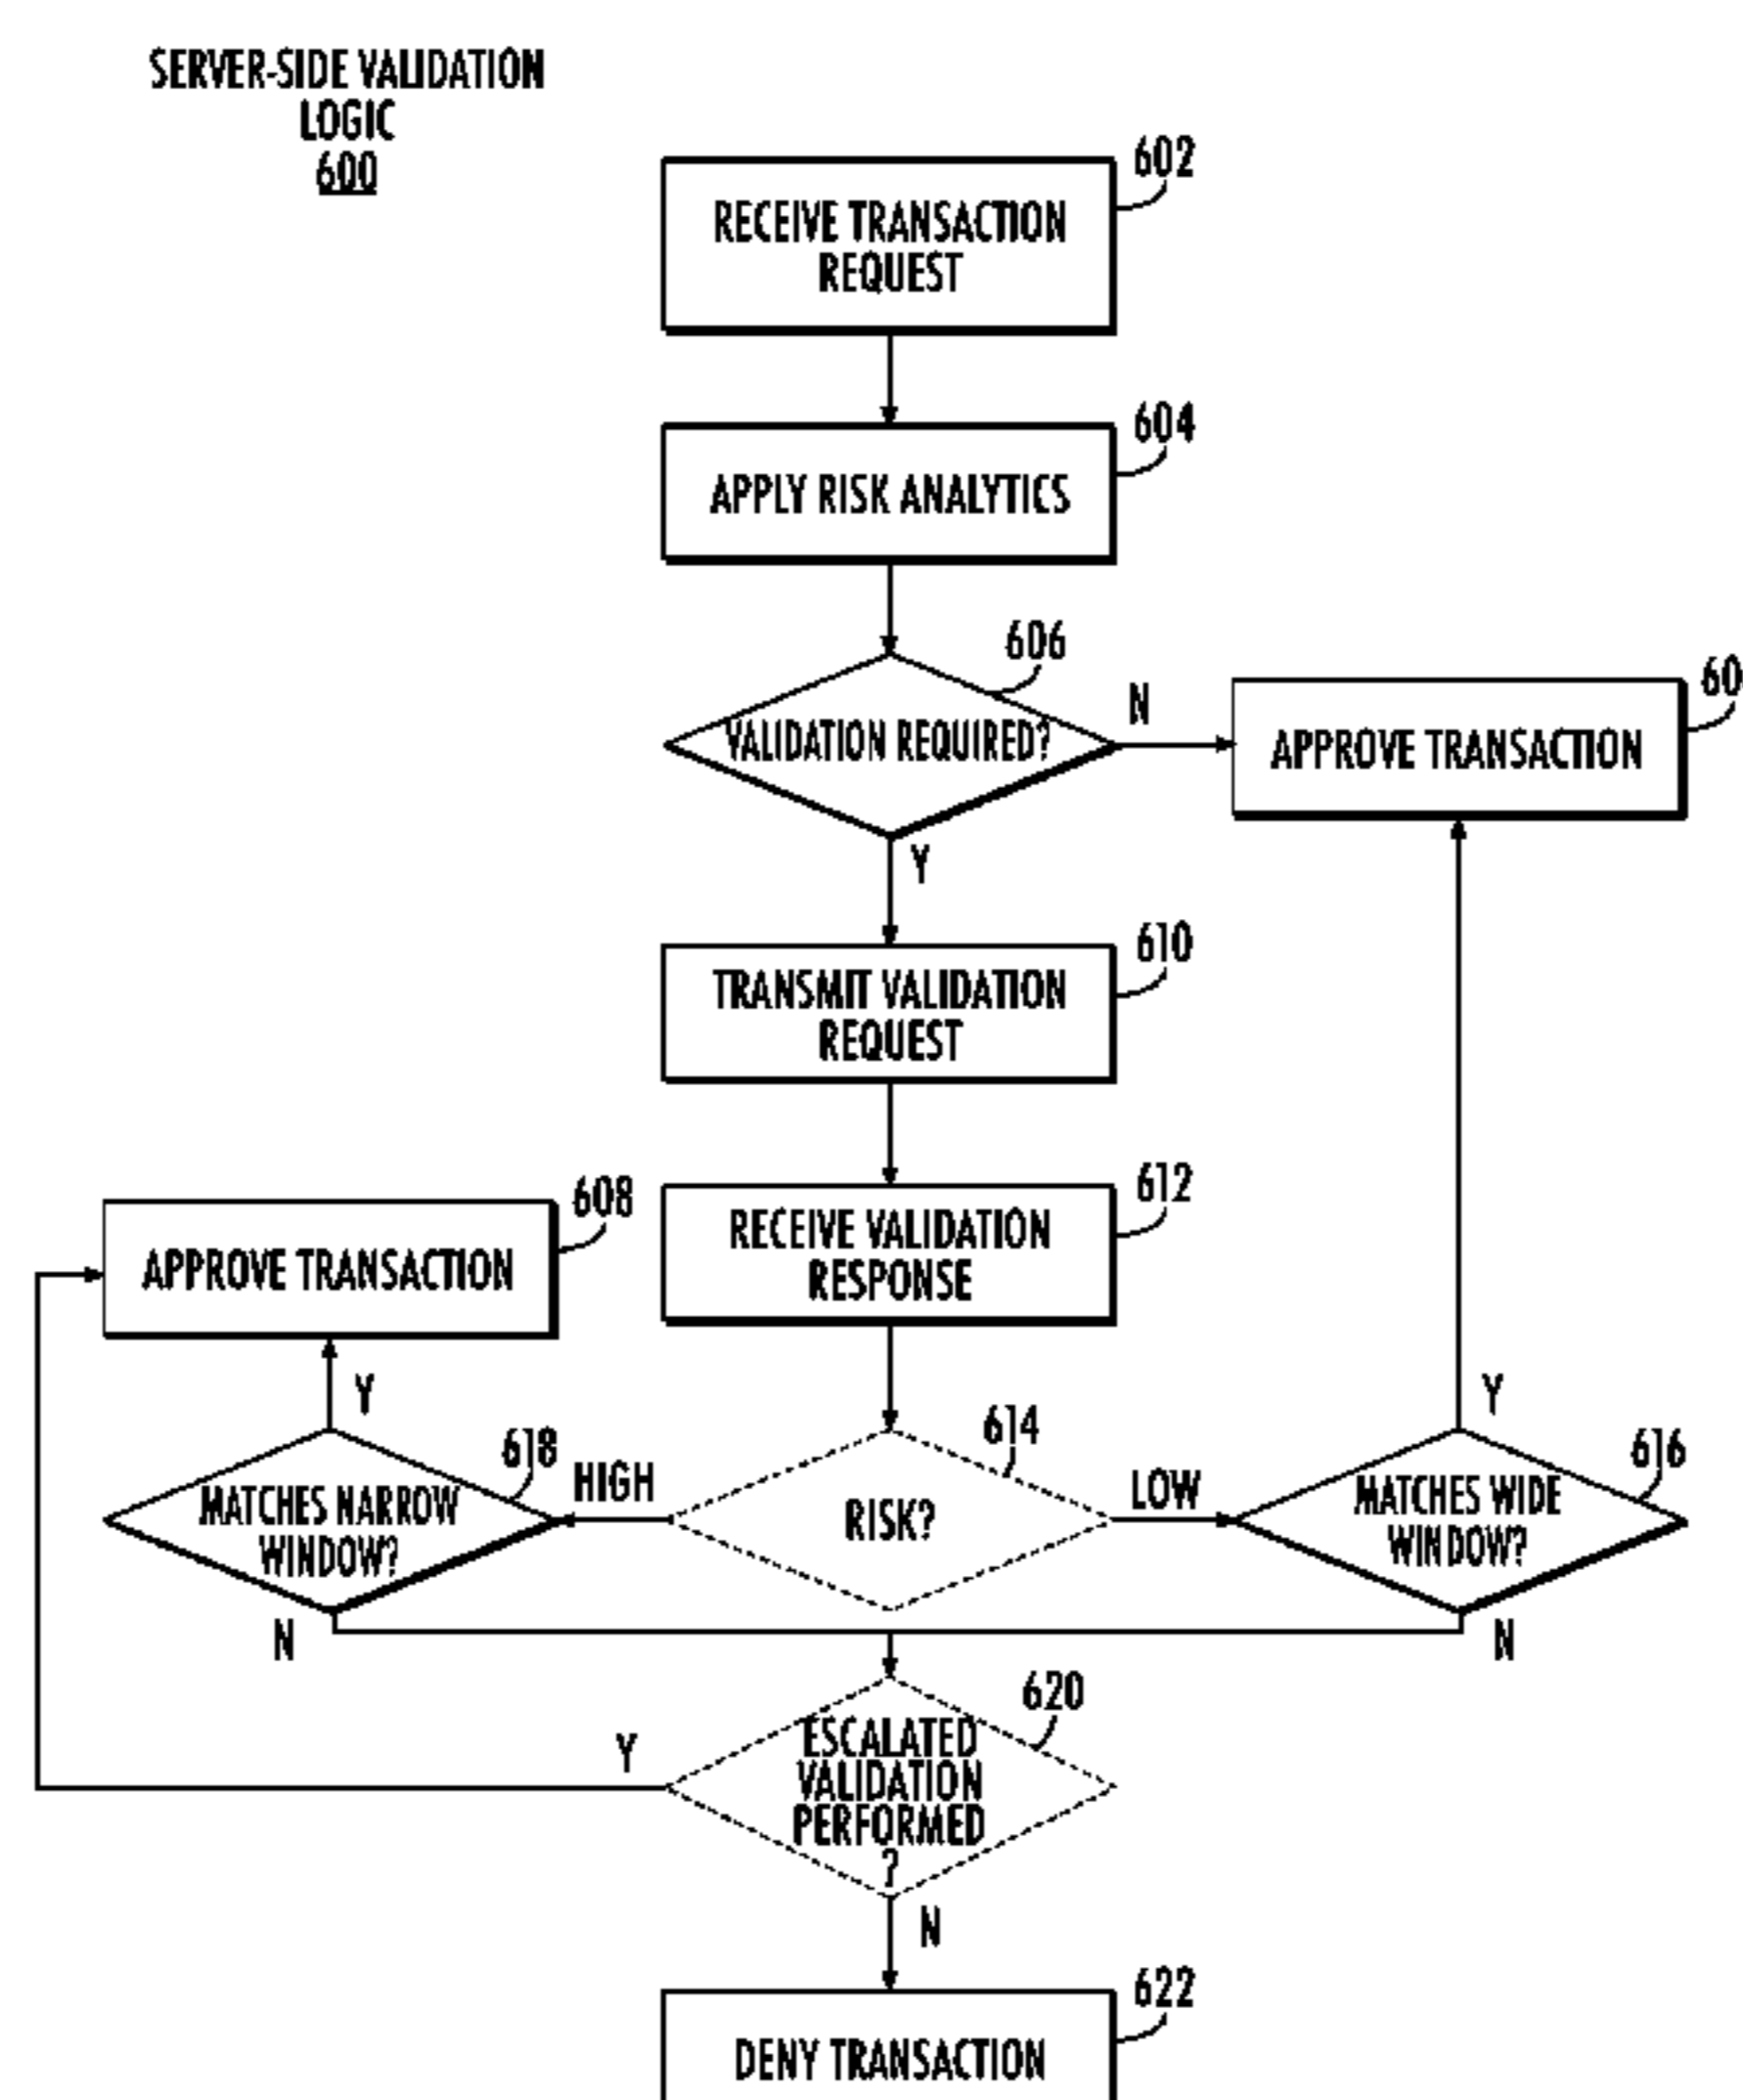 SERVER-SIDE VALIDATION
LOGIC
600
602
RECEIVE TRANSACTION
REQUEST
604
APPLY RISK ANALYTICS
606
VALIDATION REQUIRED?
N
60
APPROVE TRANSACTION
Y
610
TRANSMIT VALIDATION
REQUEST
612
RECEIVE VALIDATION
RESPONSE
608
APPROVE TRANSACTION
Y
618
MATCHES NARROW
WINDOW?
HIGH
614
RISK?
LOW
Y
616
MATCHES WIDE
WINDOW?
N
N
620
ESCALATED
VALIDATION
PERFORMED
?
Y
N
622
DENY TRANSACTION